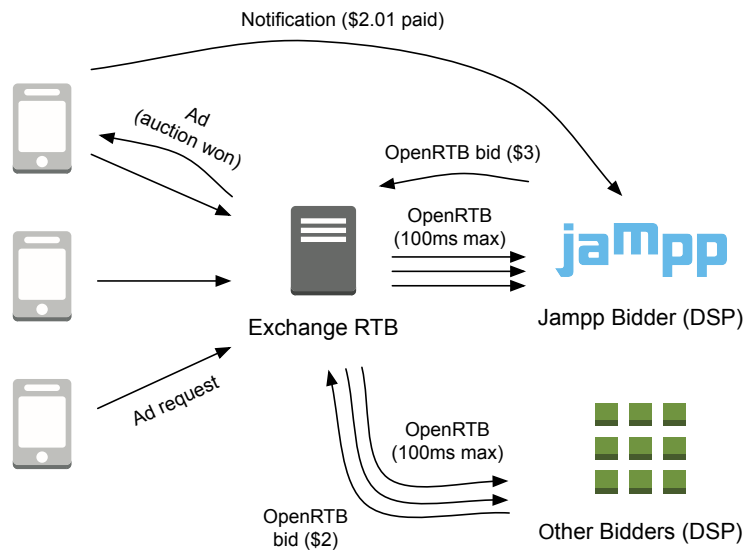 Notification ($2.01 paid)
Ad
(auction won)
OpenRTB bid ($3)
OpenRTB
(100ms max)
jampp
Exchange RTB
Jampp Bidder (DSP)
Ad request
OpenRTB
(100ms max)
OpenRTB
bid ($2)
Other Bidders (DSP)